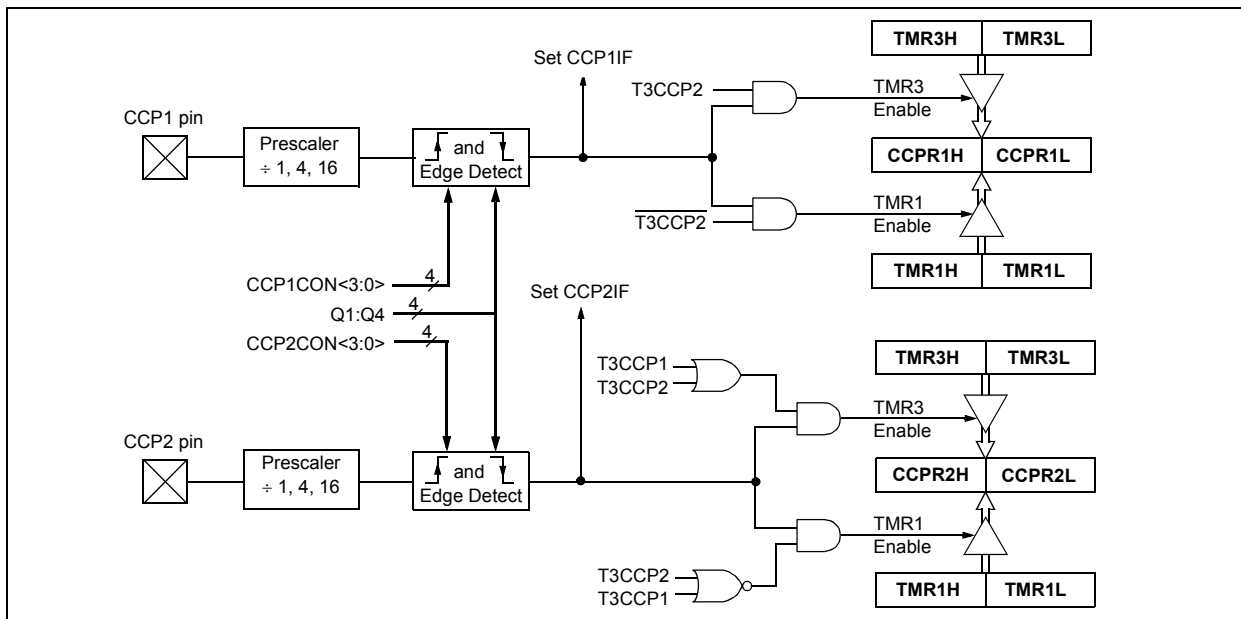 TMR3H TMR3L
Set CCP1IF
T3CCP2
TMR3
Enable
CCP1 pin
Prescaler
÷ 1, 4, 16
and
Edge Detect
CCPR1H CCPR1L
T3CCP2
TMR1
Enable
TMR1H TMR1L
CCP1CON<3:0> 4
Q1:Q4 4
CCP2CON<3:0> 4
Set CCP2IF
TMR3H TMR3L
T3CCP1
T3CCP2
TMR3
Enable
CCP2 pin
Prescaler
÷ 1, 4, 16
and
Edge Detect
CCPR2H CCPR2L
TMR1
Enable
T3CCP2
T3CCP1
TMR1H TMR1L